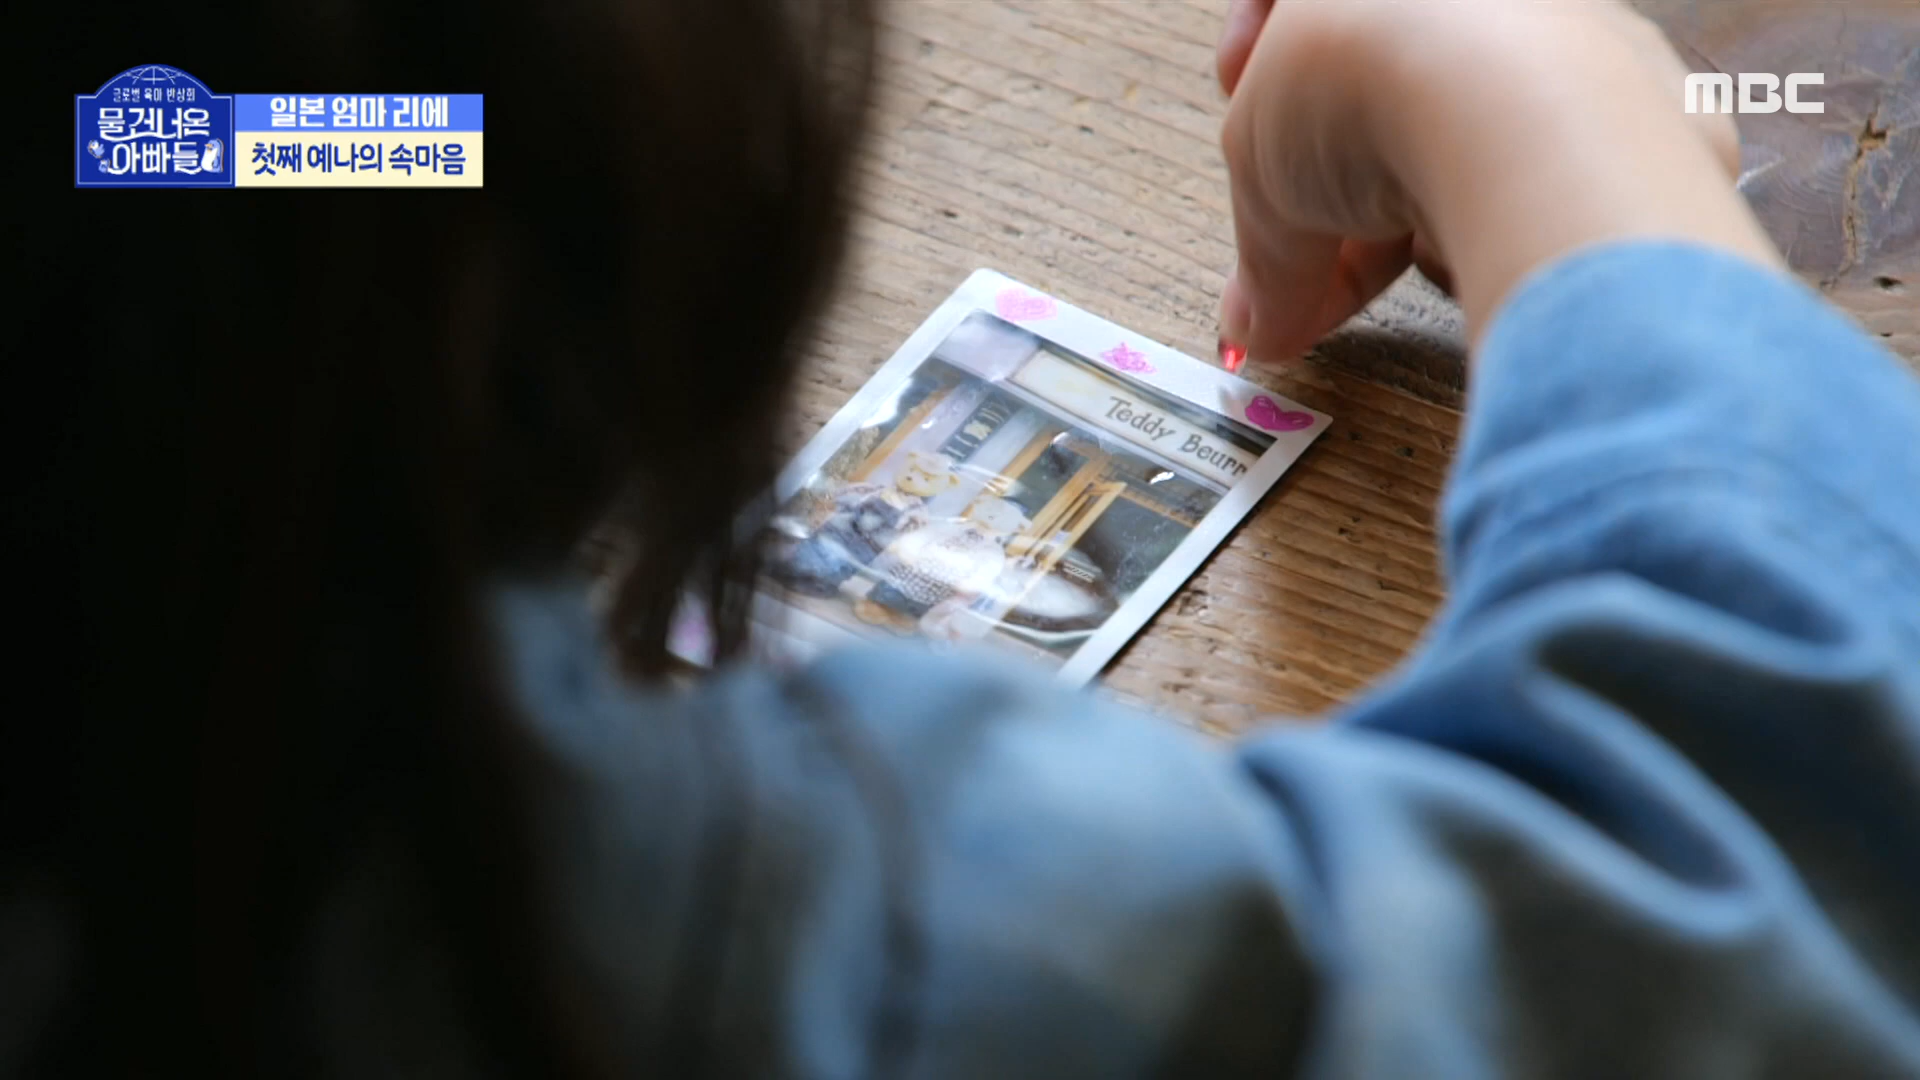 글로벌 육아 반상회
물 건너온
아빠들
일본 엄마 리에
첫째 예나의 속마음
MBC
Teddy Beurr